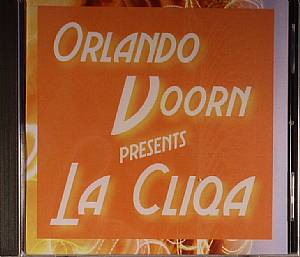 ORLANDO
VOORN
PRESENTS
LA CLIQA